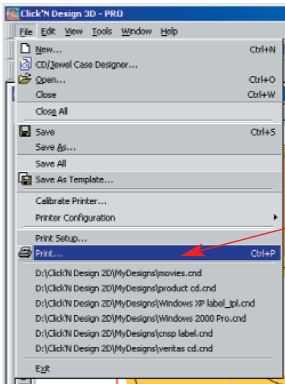 Click'N Design 3D - PRO
File Edit View Tools Window Help
New... Ctrl+N
CD/Jewel Case Designer...
Open... Ctrl+O
Close Ctrl+W
Close All
Save Ctrl+S
Save As...
Save All
Save As Template...
Calibrate Printer...
Printer Configuration
Print Setup...
Print... Ctrl+P
D:\Click'N Design 2D\MyDesigns\movies.cnd
D:\Click'N Design 2D\MyDesigns\product cd.cnd
D:\Click'N Design 2D\MyDesigns\Windows XP label_tpl.cnd
D:\Click'N Design 2D\MyDesigns\Windows 2000 Pro.cnd
D:\Click'N Design 2D\MyDesigns\cnsp label.cnd
D:\Click'N Design 2D\MyDesigns\veritas cd.cnd
Exit